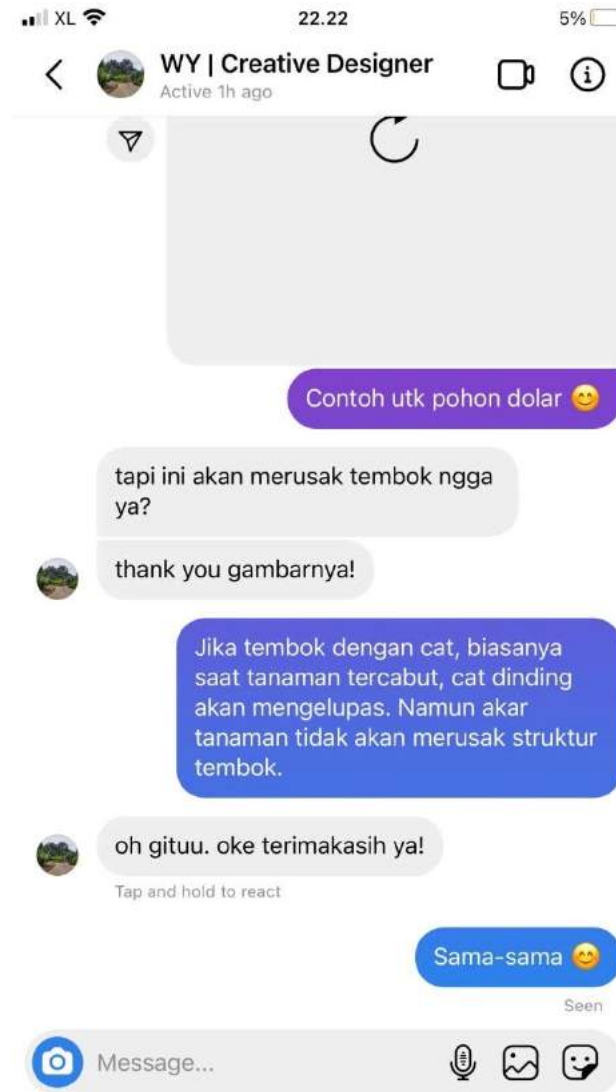 XL 22.22 5%
WY | Creative Designer
Active 1h ago
Contoh utk pohon dolar 😊
tapi ini akan merusak tembok ngga
ya?
thank you gambarnya!
Jika tembok dengan cat, biasanya
saat tanaman tercabut, cat dinding
akan mengelupas. Namun akar
tanaman tidak akan merusak struktur
tembok.
oh gituu. oke terimakasih ya!
Tap and hold to react
Sama-sama 😊
Seen
Message...